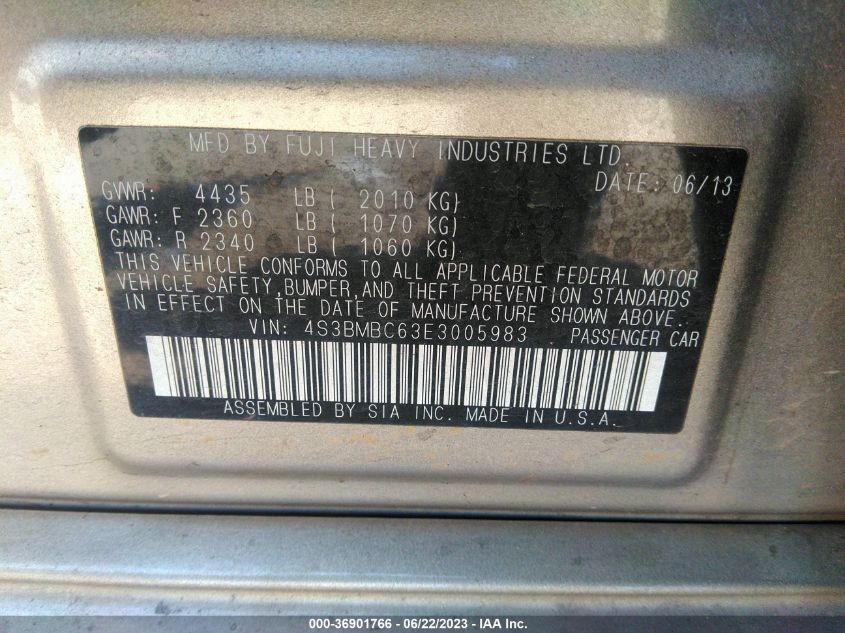 MFD BY FUJI HEAVY INDUSTRIES LTD.
DATE: 06/13
GVWR: 4435 LB ( 2010 KG)
GAWR: F 2360 LB ( 1070 KG)
GAWR: R 2340 LB ( 1060 KG)
THIS VEHICLE CONFORMS TO ALL APPLICABLE FEDERAL MOTOR
VEHICLE SAFETY, BUMPER, AND THEFT PREVENTION STANDARDS
IN EFFECT ON THE DATE OF MANUFACTURE SHOWN ABOVE.
VIN: 4S3BMBC63E3005983 PASSENGER CAR
ASSEMBLED BY SIA INC. MADE IN U.S.A.
000-36901766 - 06/22/2023 - IAA Inc.